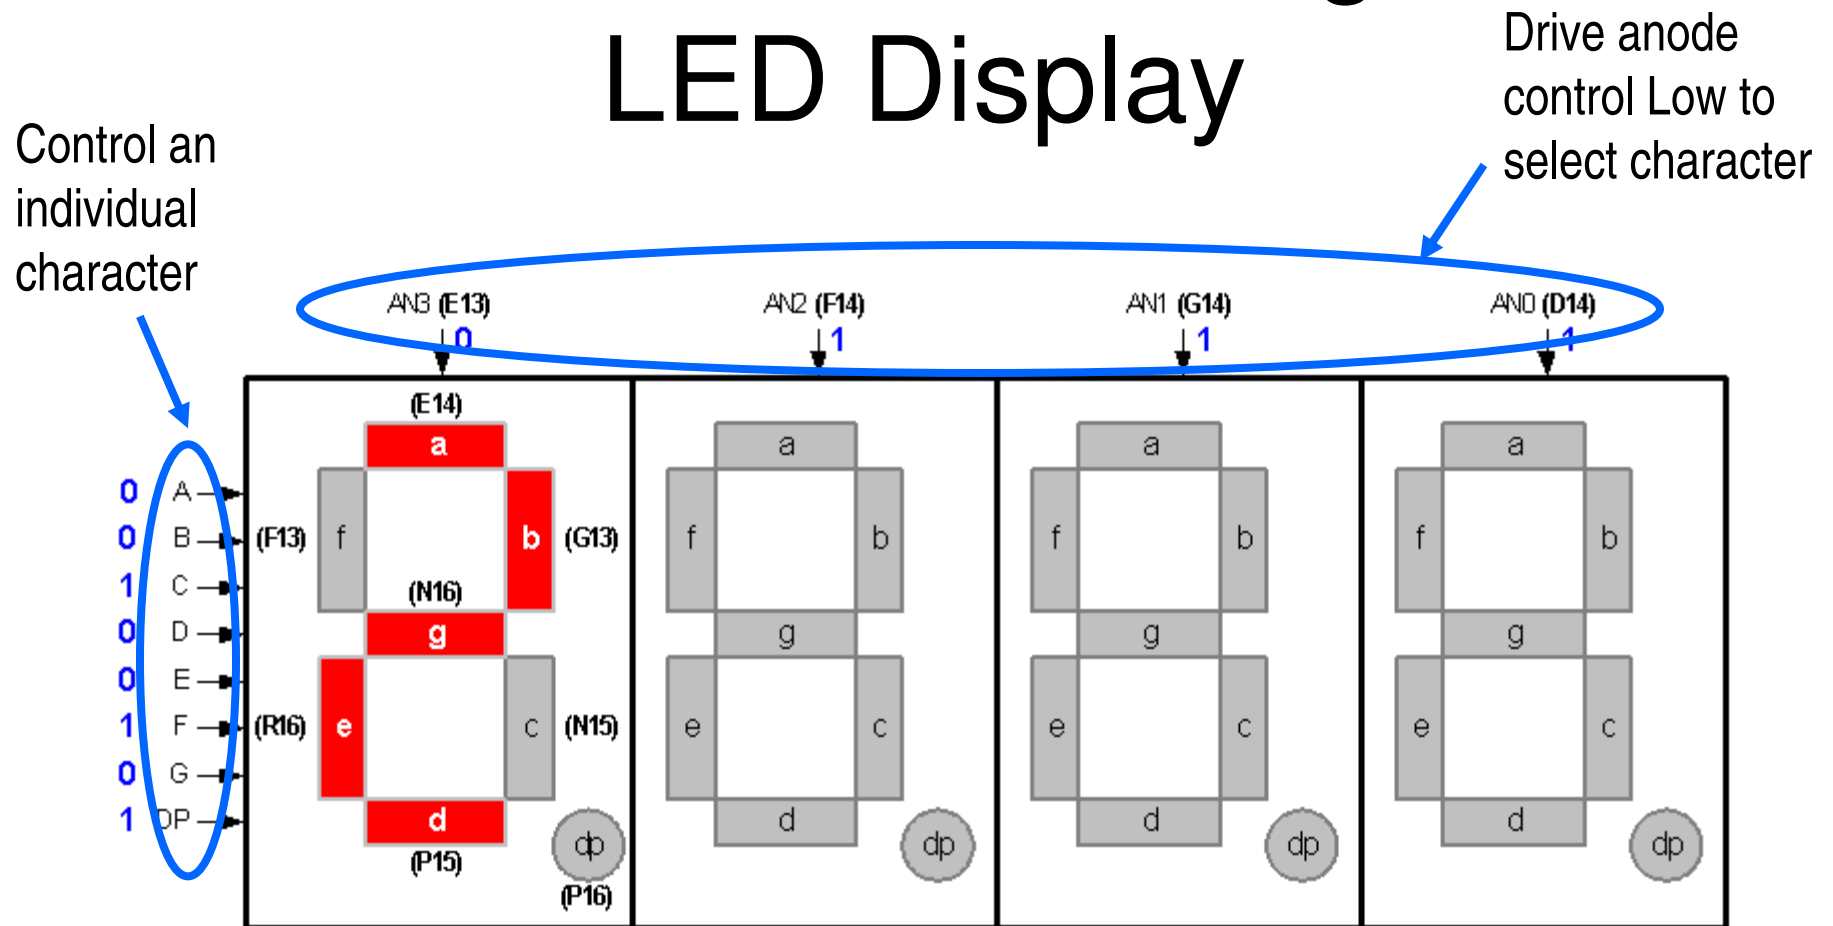 LED Display
Drive anode
control Low to
select character
Control an
individual
character
AN3 (E13) AN2 (F14) AN1 (G14) AN0 (D14)
0 1 1 1
(E14)
a a a a
0 A
0 B (F13) f b (G13) f b f b f b
1 C (N16)
0 D g g g g
0 E
1 F (R16) e c (N15) e c e c e c
0 G
1 DP d d d d
dp dp dp dp
(P15)
(P16)